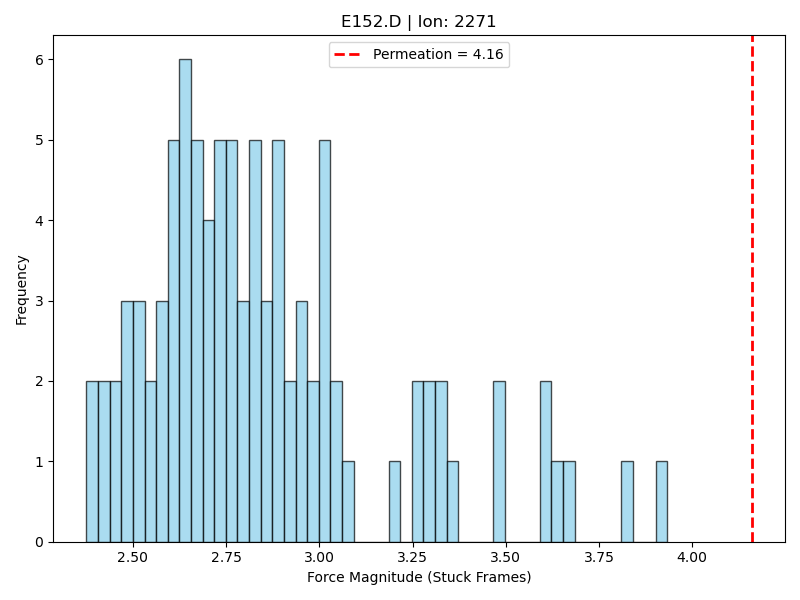 E152.D | Ion: 2271
Permeation = 4.16
6
5
4
3
2
1
0
Frequency
2.50 2.75 3.00 3.25 3.50 3.75 4.00
Force Magnitude (Stuck Frames)